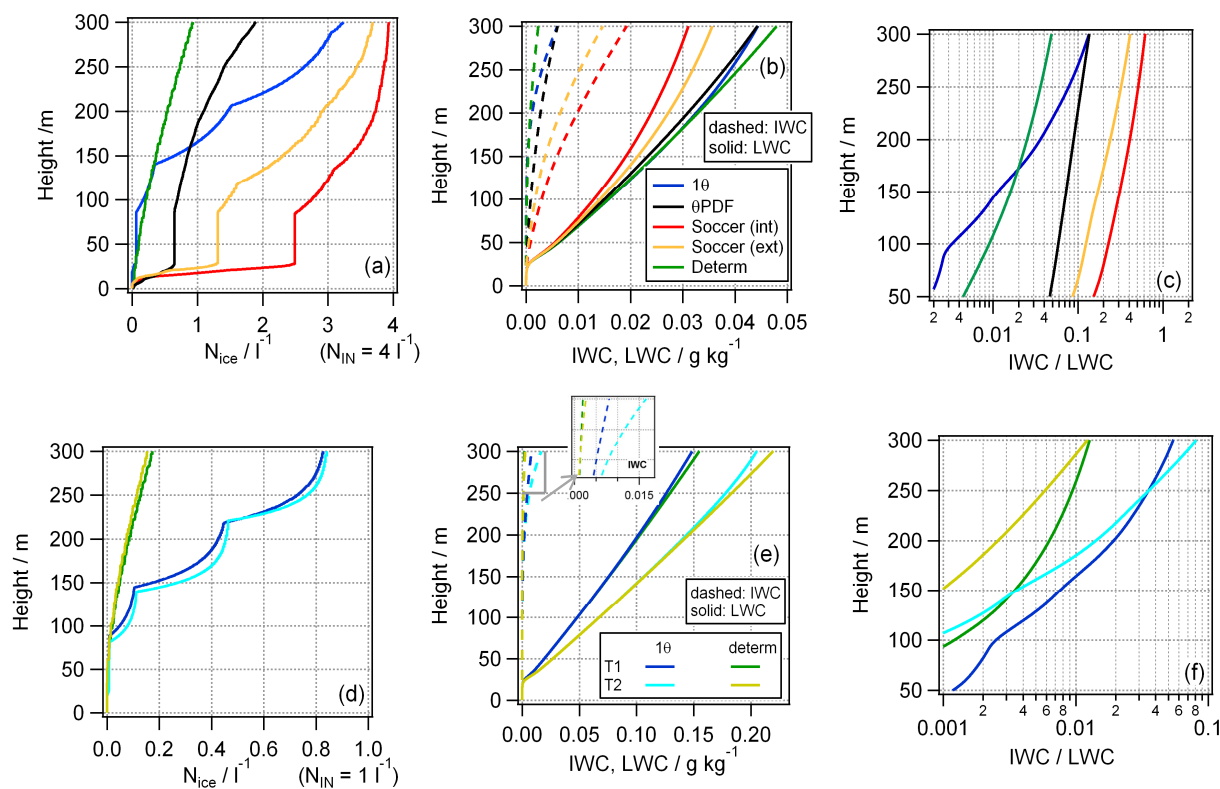 300
250
200
150
100
50
0
Height /m
(a)
0
1
2
3
4
N_ice / l^-1
(N_IN = 4 l^-1)
300
250
200
150
100
50
0
Height / m
(b)
dashed: IWC
solid: LWC
1θ
θPDF
Soccer (int)
Soccer (ext)
Determ
0.00
0.01
0.02
0.03
0.04
0.05
IWC, LWC / g kg^-1
300
250
200
150
100
50
Height / m
(c)
2
4
0.01
2
4
0.1
2
4
1
2
IWC / LWC
300
250
200
150
100
50
0
Height / m
(d)
0.0
0.2
0.4
0.6
0.8
1.0
N_ice / l^-1
(N_IN = 1 l^-1)
IWC
.000
0.015
300
250
200
150
100
50
0
Height / m
(e)
dashed: IWC
solid: LWC
1θ
determ
T1
T2
0.00
0.05
0.10
0.15
0.20
IWC, LWC / g kg^-1
300
250
200
150
100
50
Height / m
(f)
0.001
2
4
6
8
0.01
2
4
6
8
0.1
IWC / LWC